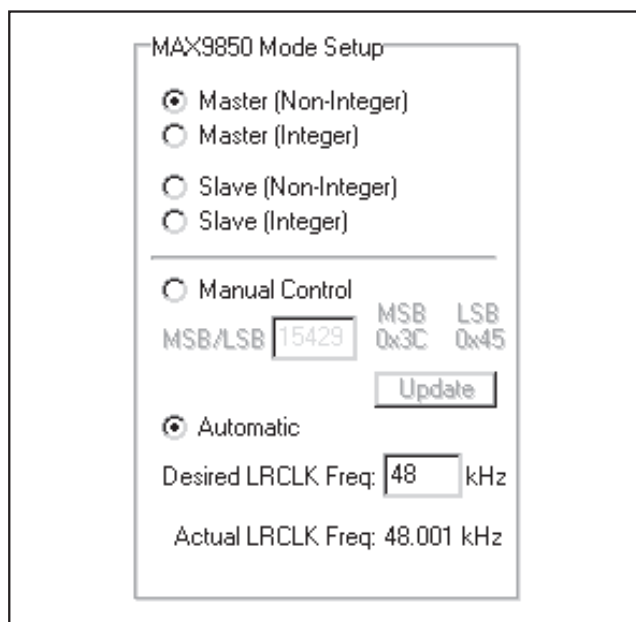 MAX9850 Mode Setup
Master (Non-Integer)
Master (Integer)
Slave (Non-Integer)
Slave (Integer)
Manual Control
MSB LSB
MSB/LSB 15429 0x3C 0x45
Update
Automatic
Desired LRCLK Freq: 48 kHz
Actual LRCLK Freq: 48.001 kHz